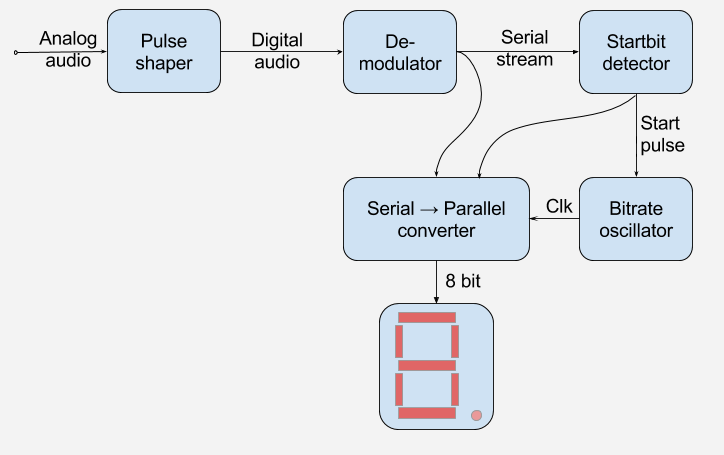 Analog
audio
Pulse
shaper
Digital
audio
De-
modulator
Serial
stream
Startbit
detector
Start
pulse
Serial → Parallel
converter
Clk
Bitrate
oscillator
8 bit